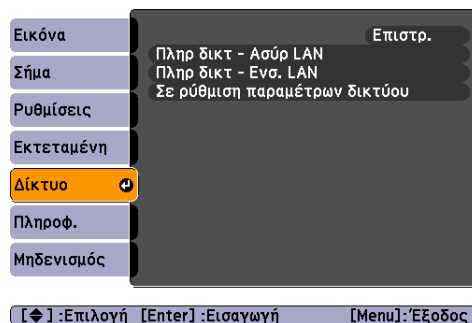 Εικόνα
Σήμα
Ρυθμίσεις
Εκτεταμένη
Δίκτυο
Πληροφ.
Μηδενισμός
Επιστρ.
Πληρ δικτ - Ασύρ LAN
Πληρ δικτ - Ενσ. LAN
Σε ρύθμιση παραμέτρων δικτύου
[◆] :Επιλογή [Enter] :Εισαγωγή [Menu]:Έξοδος